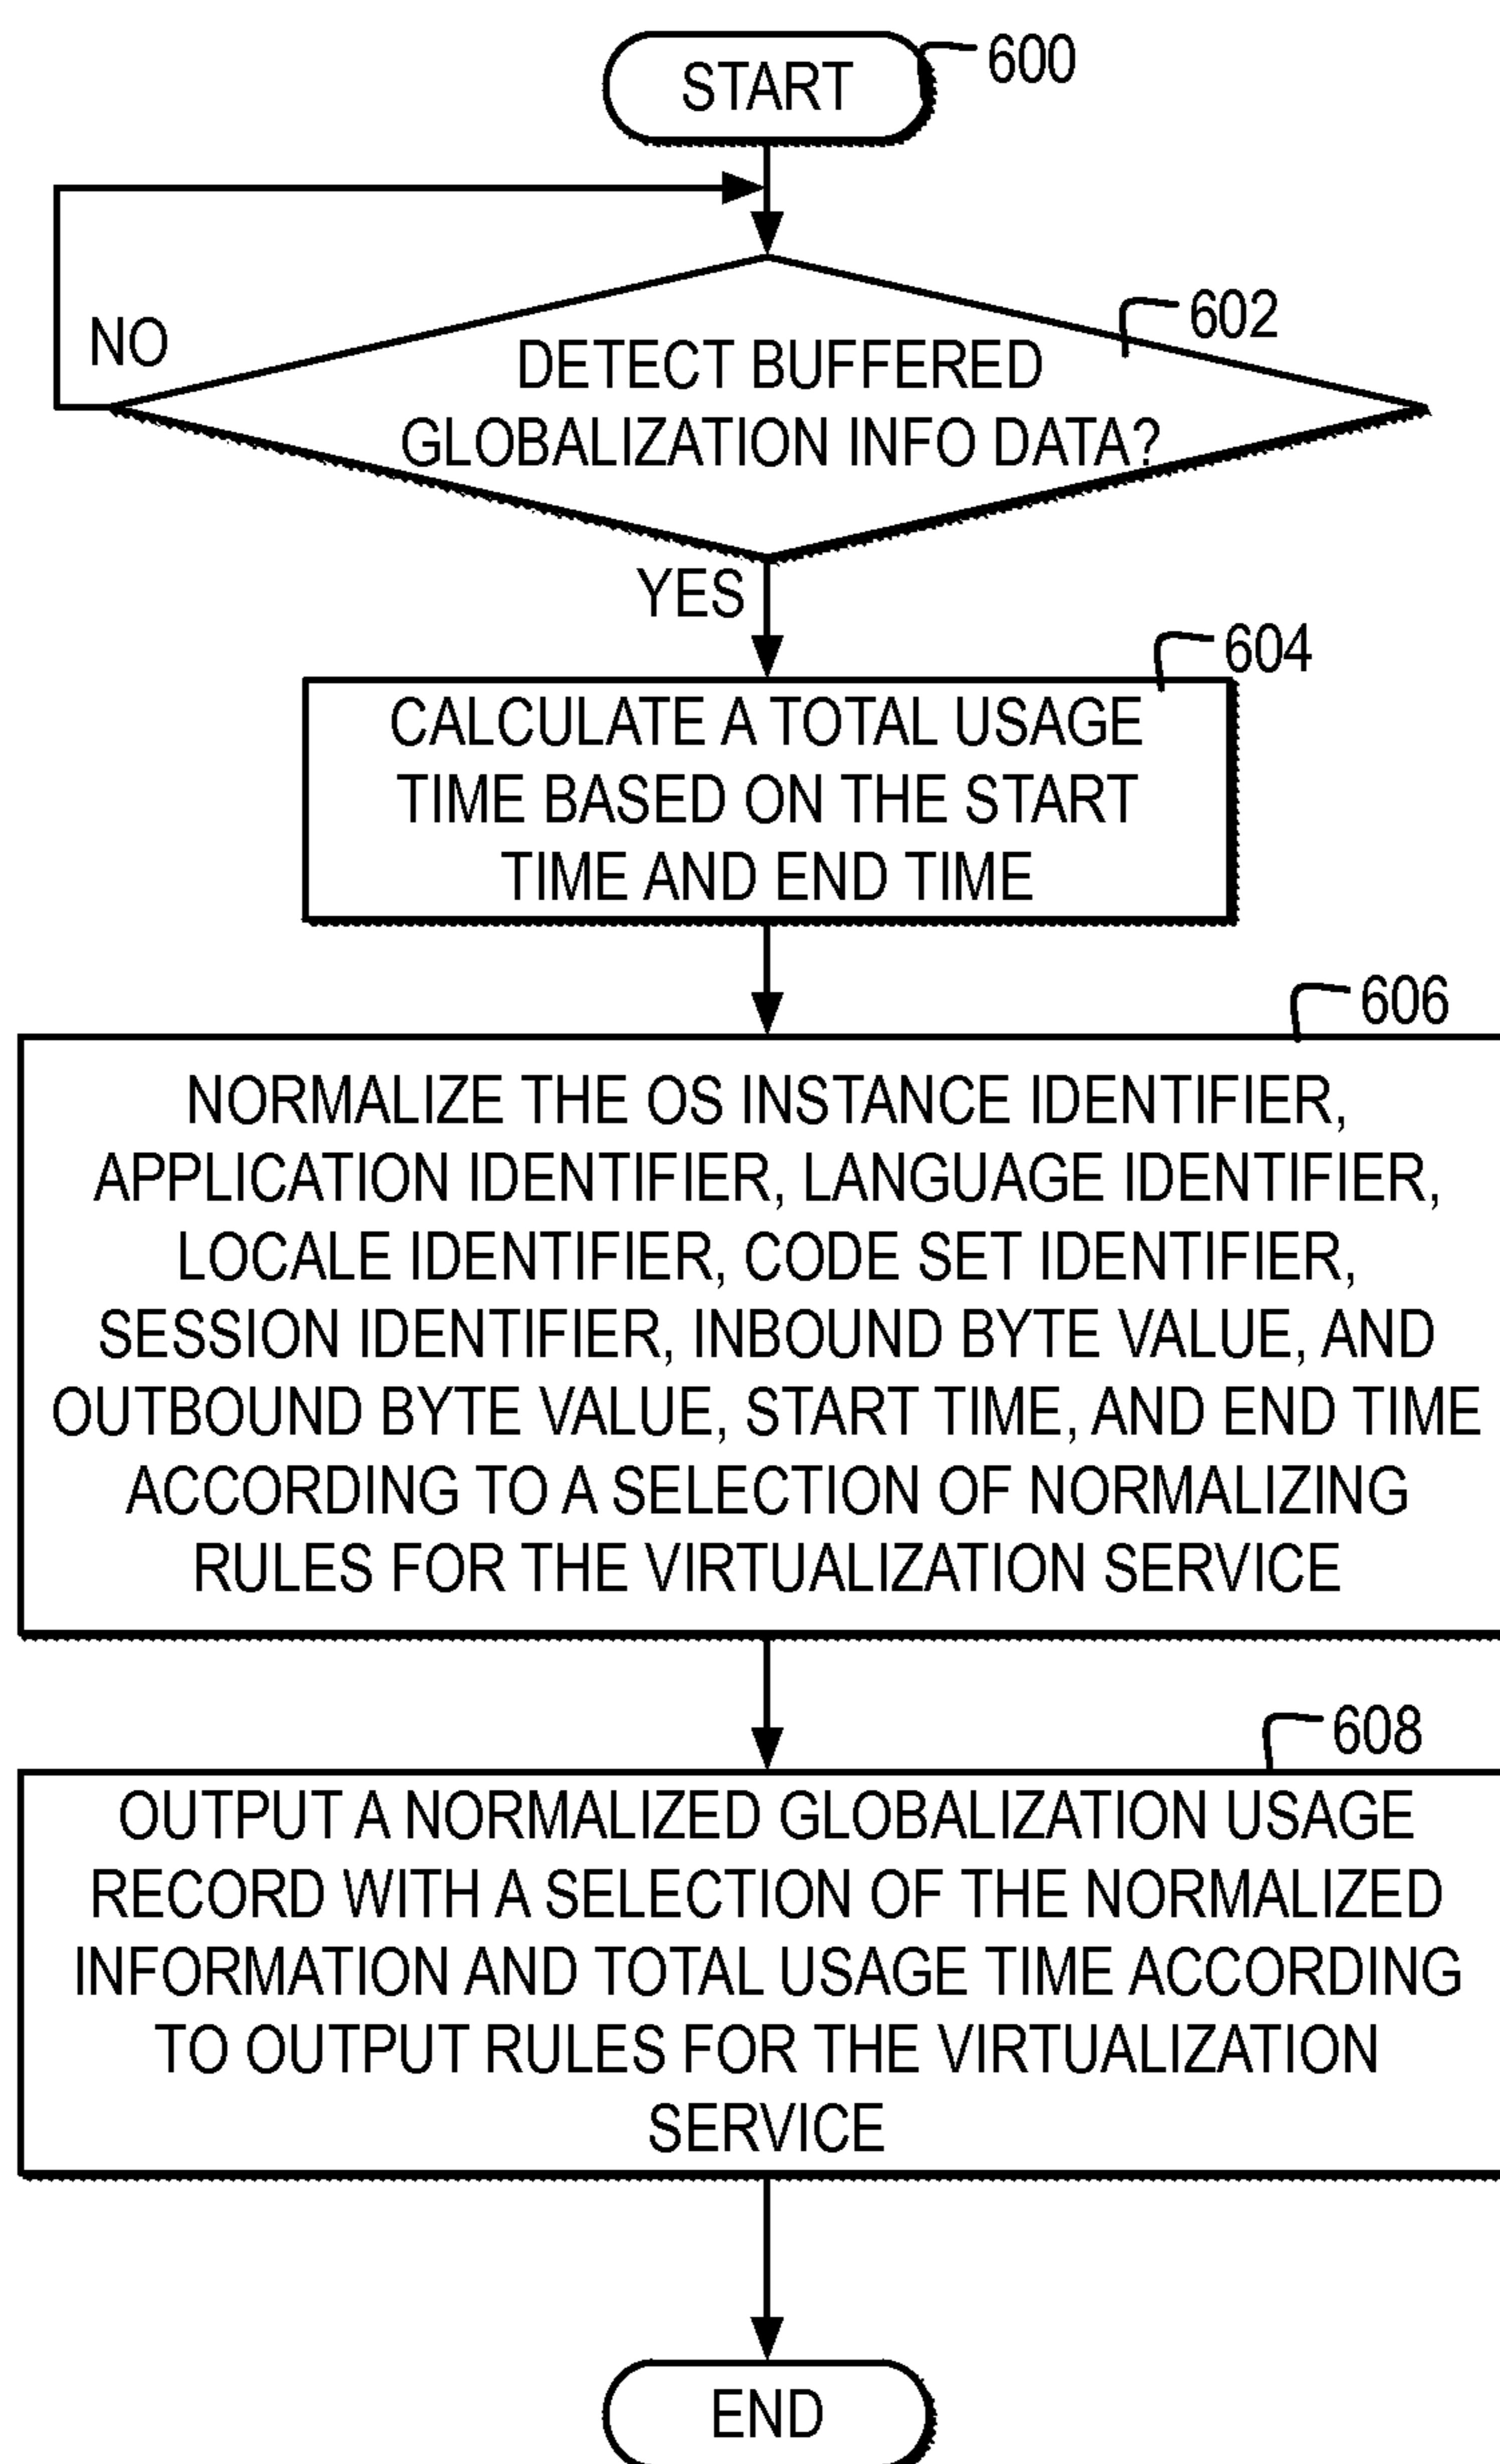 START
600
NO
602
DETECT BUFFERED
GLOBALIZATION INFO DATA?
YES
604
CALCULATE A TOTAL USAGE
TIME BASED ON THE START
TIME AND END TIME
606
NORMALIZE THE OS INSTANCE IDENTIFIER,
APPLICATION IDENTIFIER, LANGUAGE IDENTIFIER,
LOCALE IDENTIFIER, CODE SET IDENTIFIER,
SESSION IDENTIFIER, INBOUND BYTE VALUE, AND
OUTBOUND BYTE VALUE, START TIME, AND END TIME
ACCORDING TO A SELECTION OF NORMALIZING
RULES FOR THE VIRTUALIZATION SERVICE
608
OUTPUT A NORMALIZED GLOBALIZATION USAGE
RECORD WITH A SELECTION OF THE NORMALIZED
INFORMATION AND TOTAL USAGE TIME ACCORDING
TO OUTPUT RULES FOR THE VIRTUALIZATION
SERVICE
END